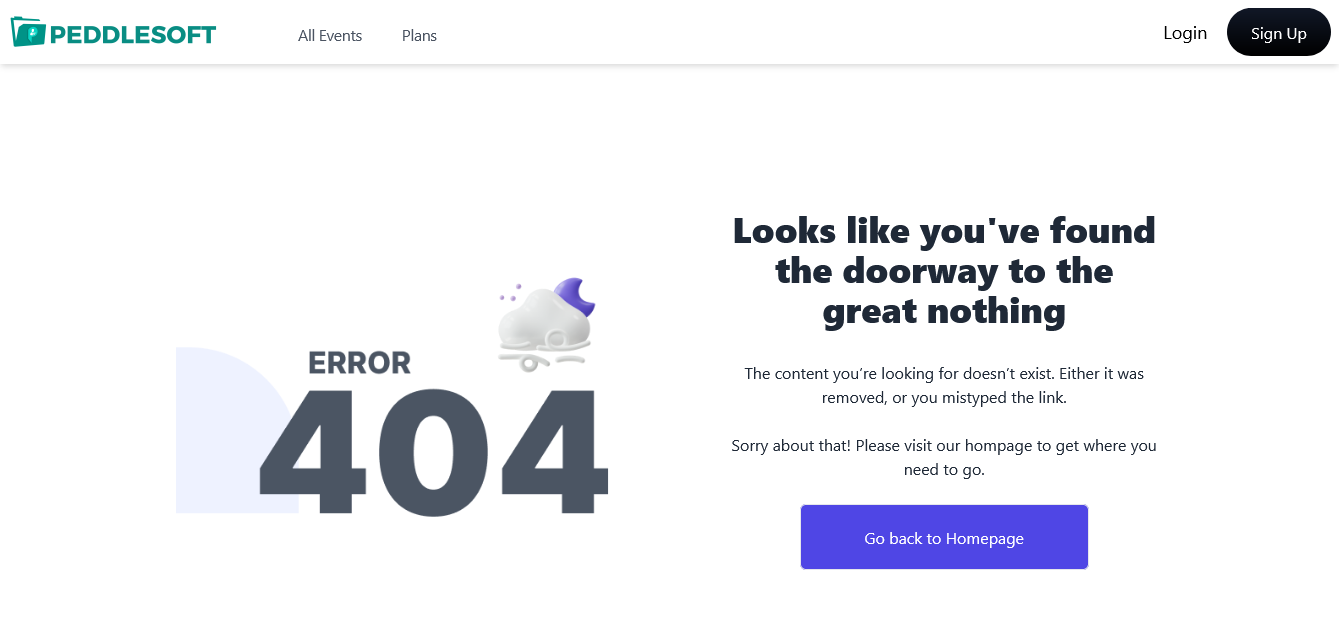 PEDDLESOFT
All Events
Plans
Login
Sign Up
Looks like you've found
the doorway to the
great nothing
ERROR
404
The content you’re looking for doesn’t exist. Either it was
removed, or you mistyped the link.
Sorry about that! Please visit our hompage to get where you
need to go.
Go back to Homepage